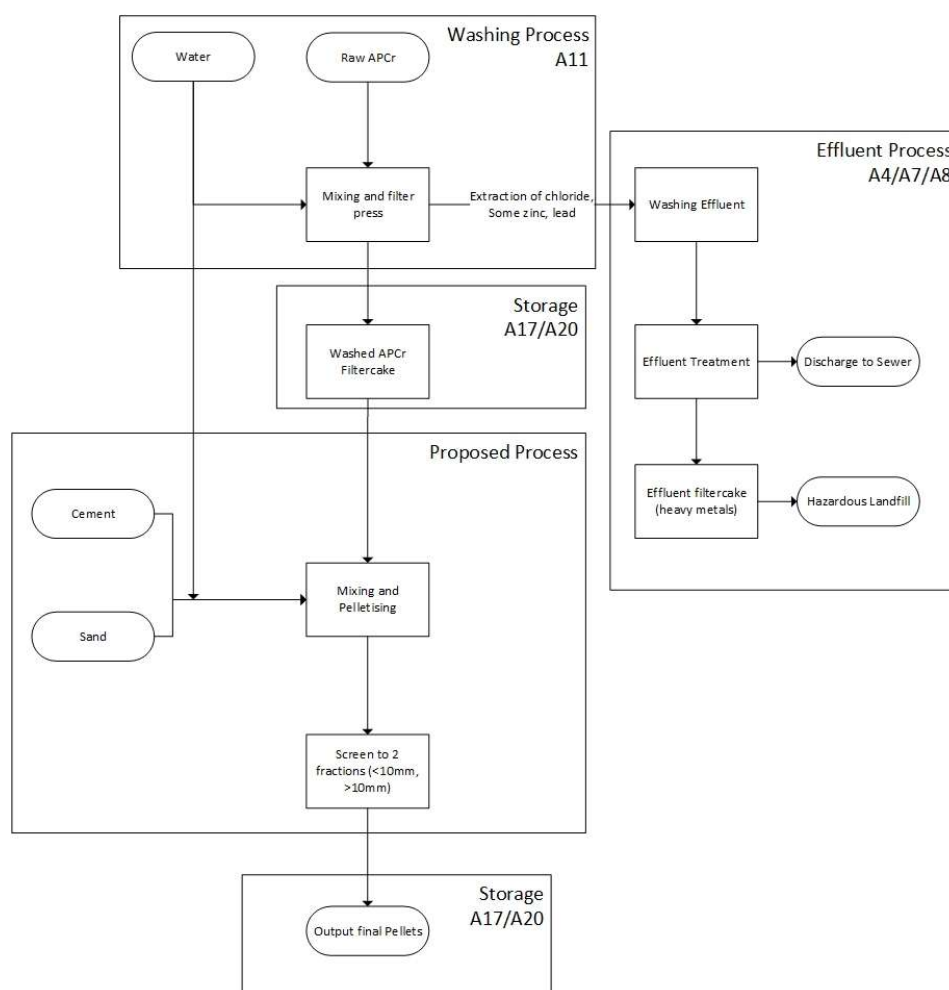 Washing Process
A11
Water
Raw APCr
Mixing and filter
press
Extraction of chloride,
Some zinc, lead
Effluent Process
A4/A7/A8
Washing Effluent
Storage
A17/A20
Washed APCr
Filtercake
Effluent Treatment
Discharge to Sewer
Proposed Process
Effluent filtercake
(heavy metals)
Hazardous Landfill
Cement
Mixing and
Pelletising
Sand
Screen to 2
fractions (<10mm,
>10mm)
Storage
A17/A20
Output final Pellets